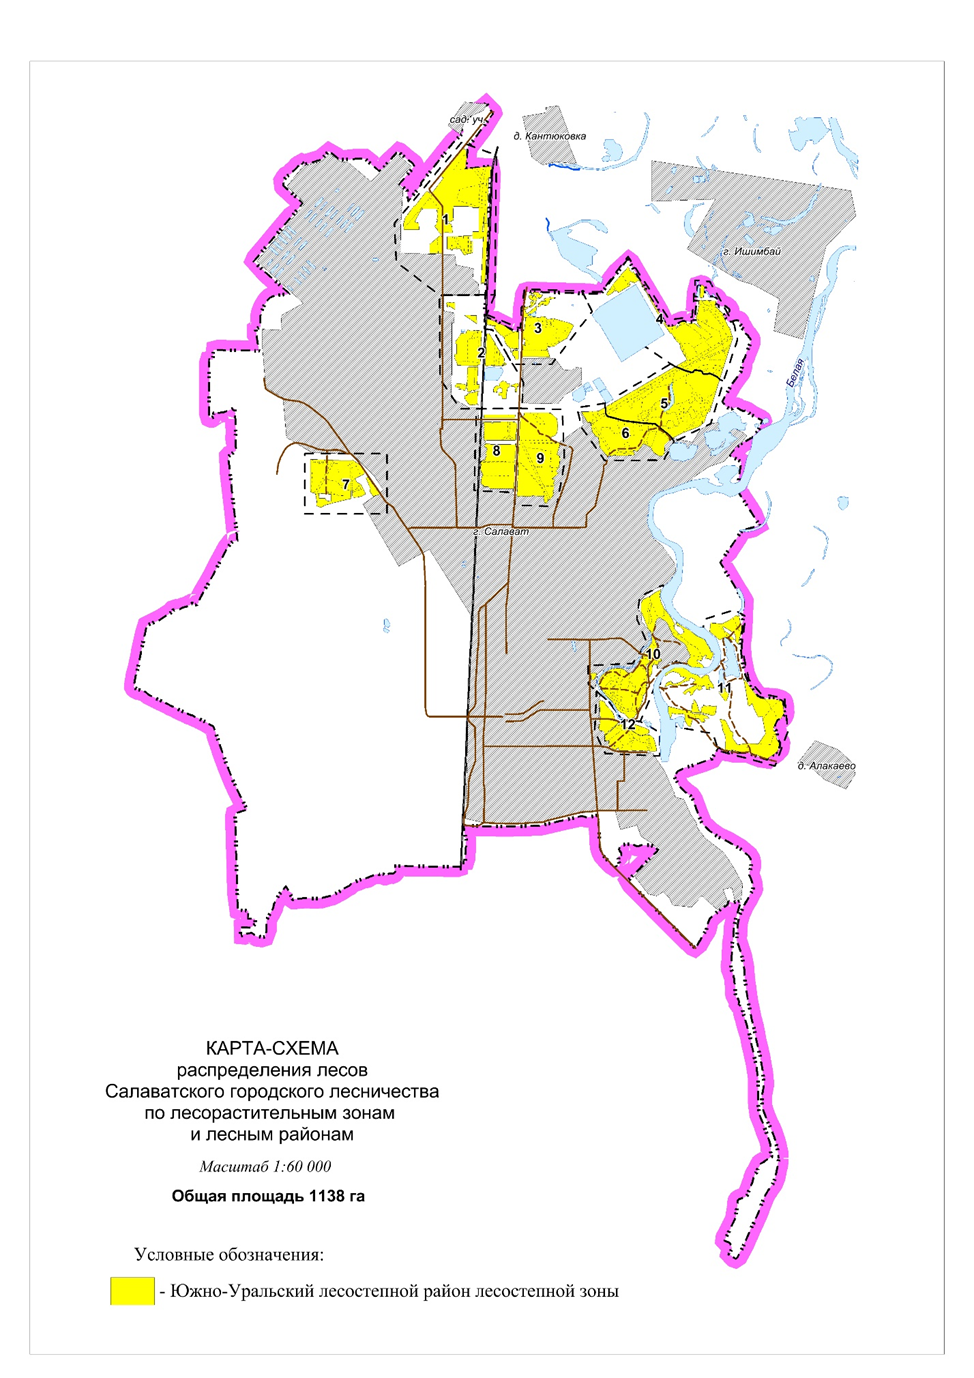 сад. уч.
д. Кантюковка
г. Ишимбай
1
2
3
4
5
6
7
8
9
Белая
г. Салават
10
11
12
д. Алакаево
КАРТА-СХЕМА
распределения лесов
Салаватского городского лесничества
по лесорастительным зонам
и лесным районам
Масштаб 1:60 000
Общая площадь 1138 га
Условные обозначения:
- Южно-Уральский лесостепной район лесостепной зоны